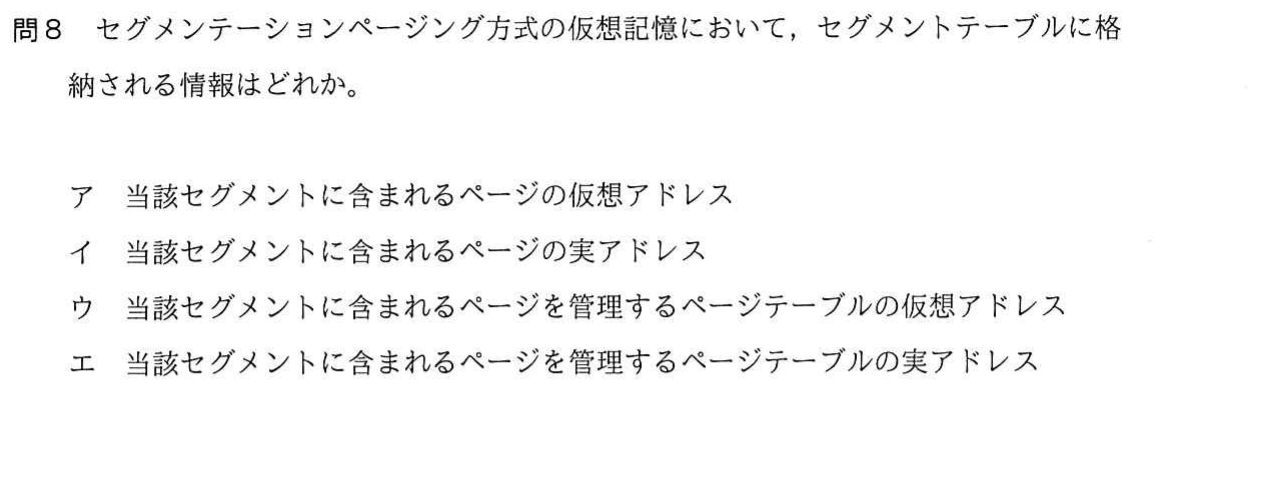 問8 セグメンテーションページング方式の仮想記憶において，セグメントテーブルに格
納される情報はどれか。
ア 当該セグメントに含まれるページの仮想アドレス
イ 当該セグメントに含まれるページの実アドレス
ウ 当該セグメントに含まれるページを管理するページテーブルの仮想アドレス
エ 当該セグメントに含まれるページを管理するページテーブルの実アドレス